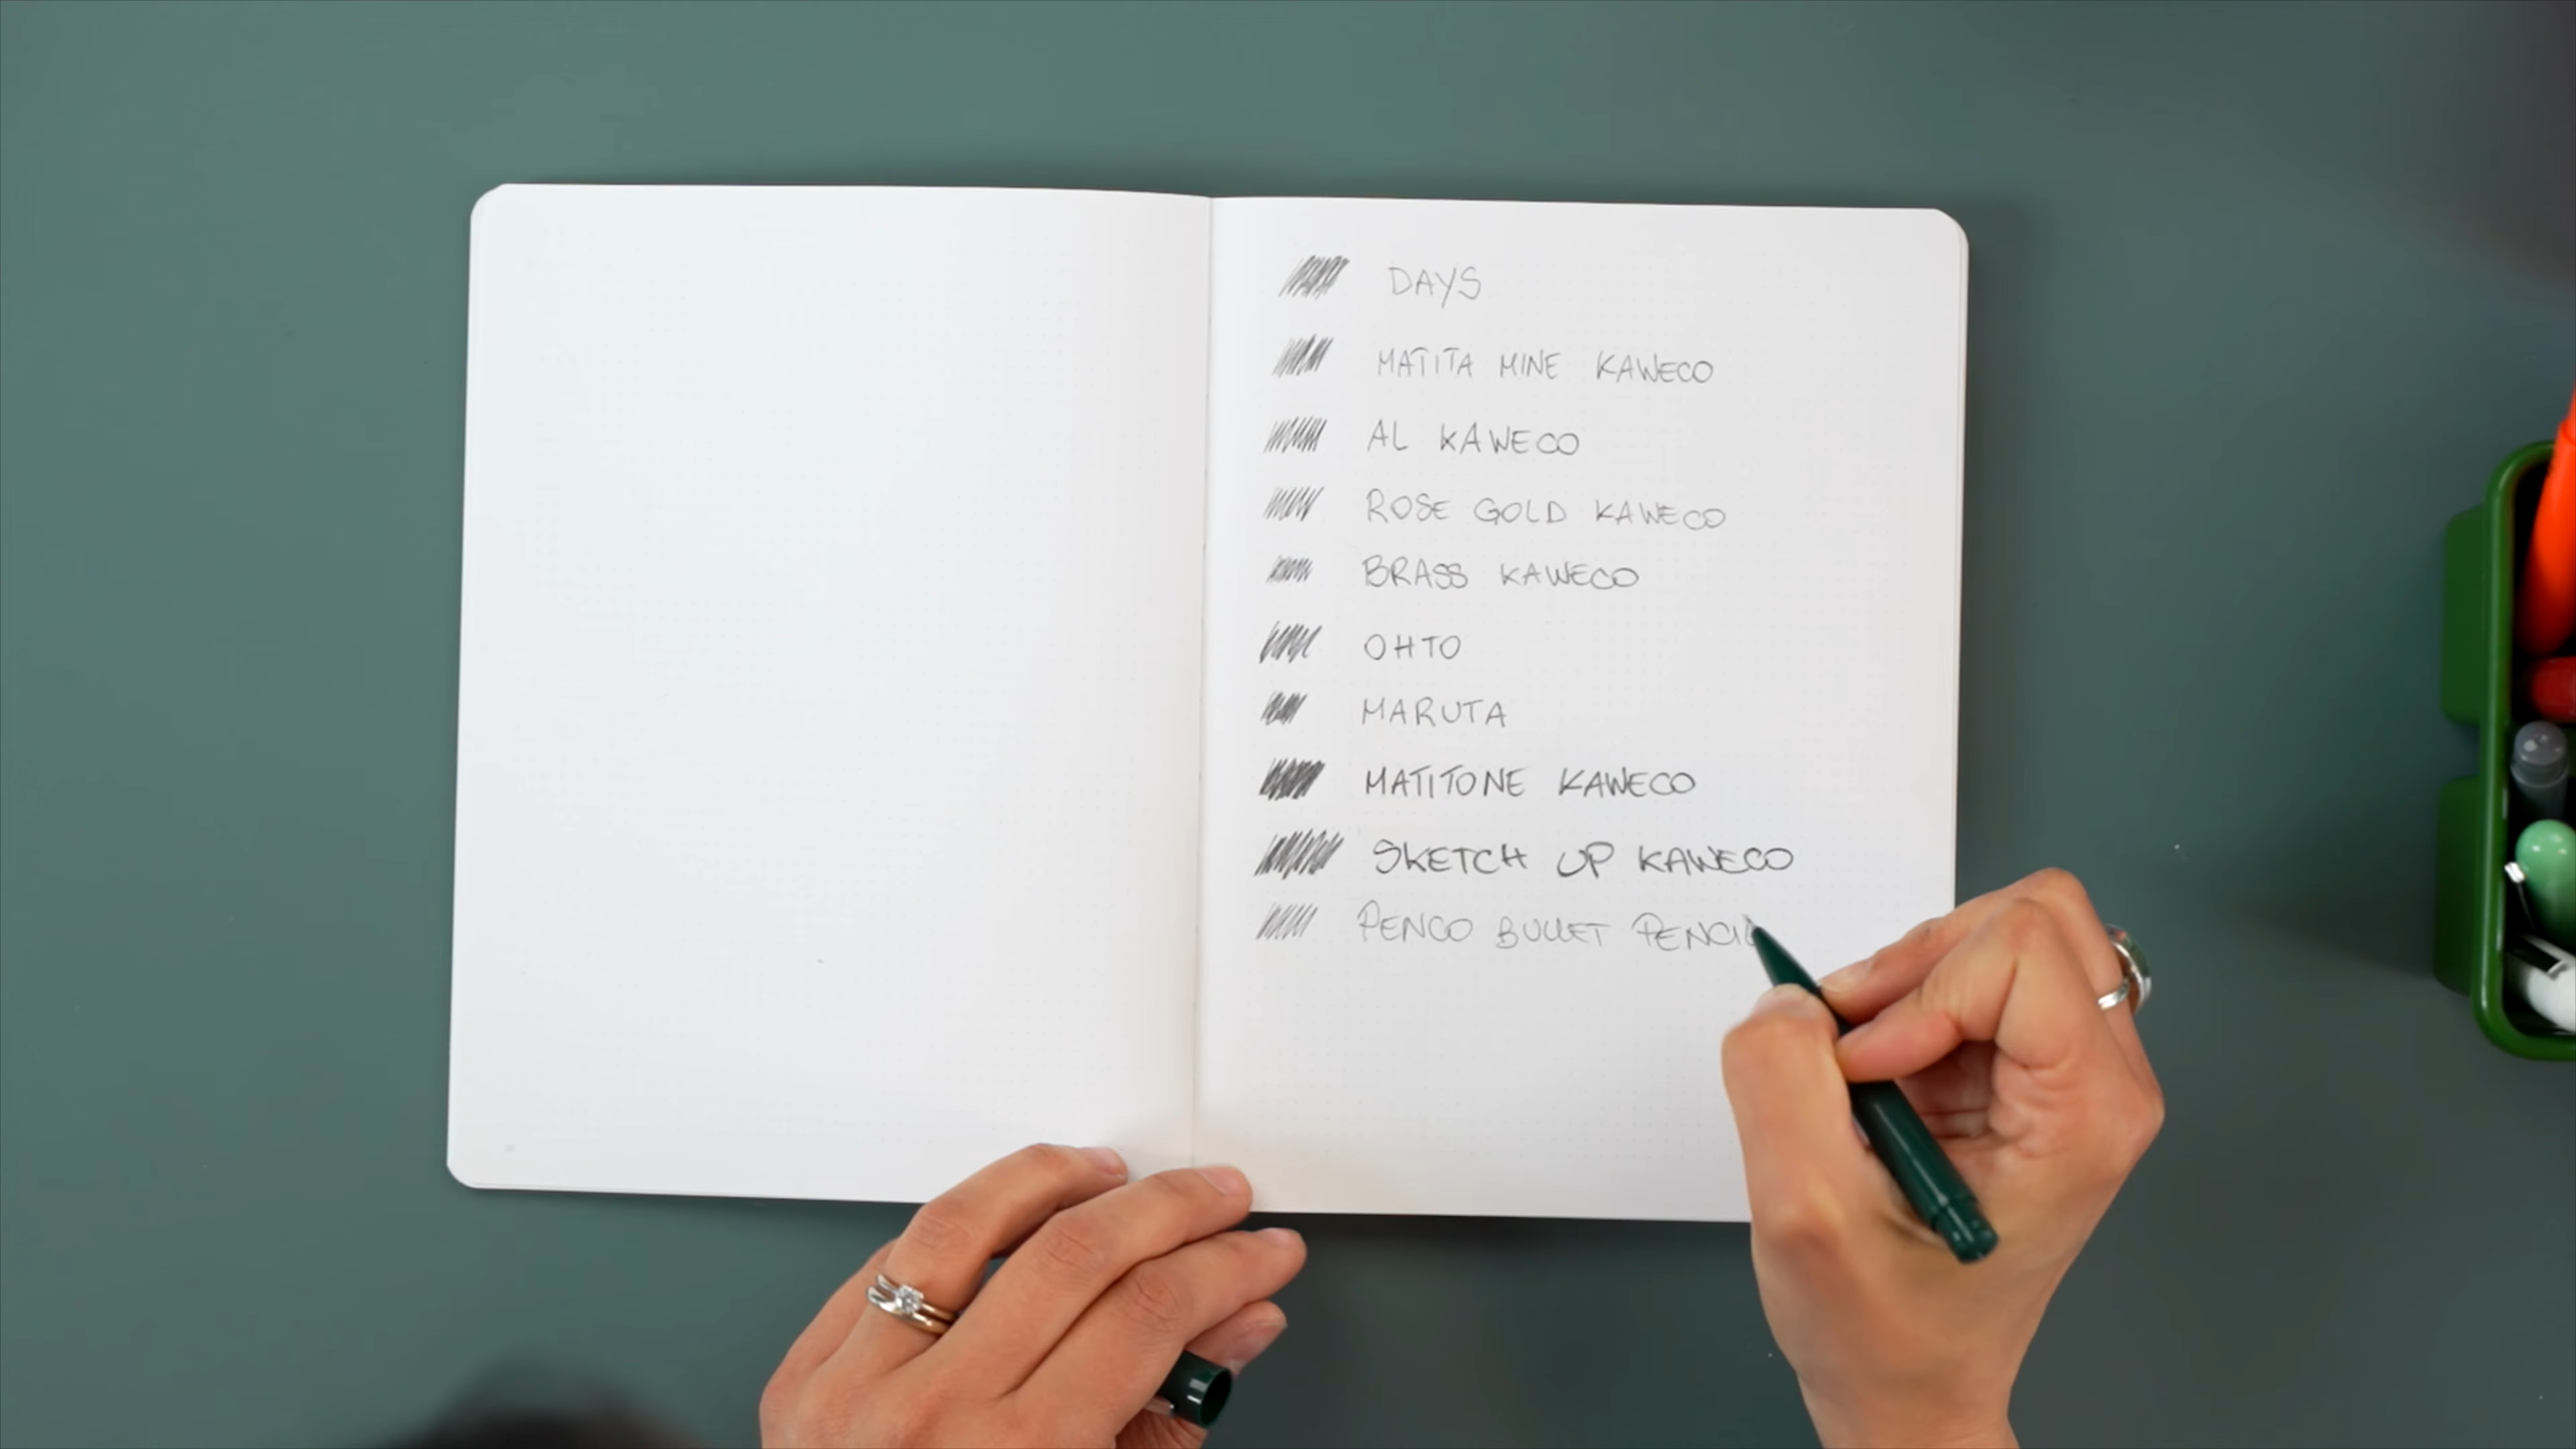 DAYS
MATITA MINE KAWECO
AL KAWECO
ROSE GOLD KAWECO
BRASS KAWECO
OHTO
MARUTA
MATITONE KAWECO
SKETCH UP KAWECO
PENCO BULLET PENCIL